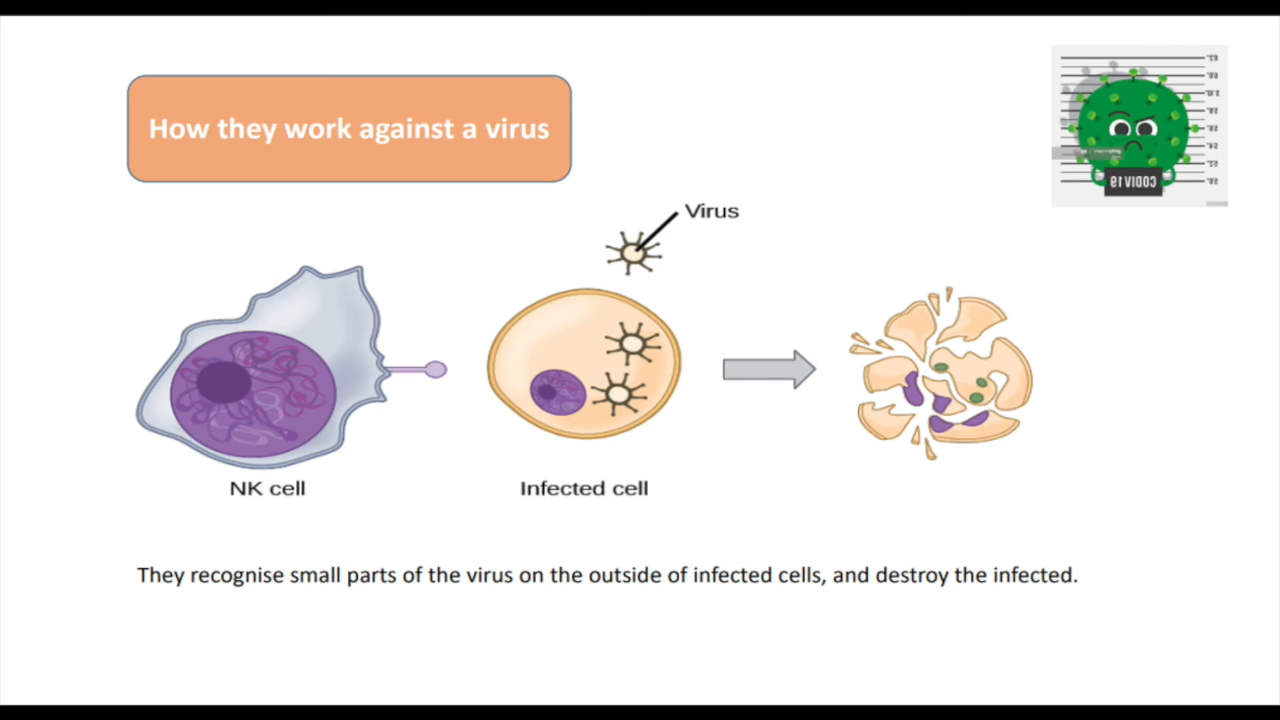 How they work against a virus
CODIV19
Virus
NK cell
Infected cell
They recognise small parts of the virus on the outside of infected cells, and destroy the infected.